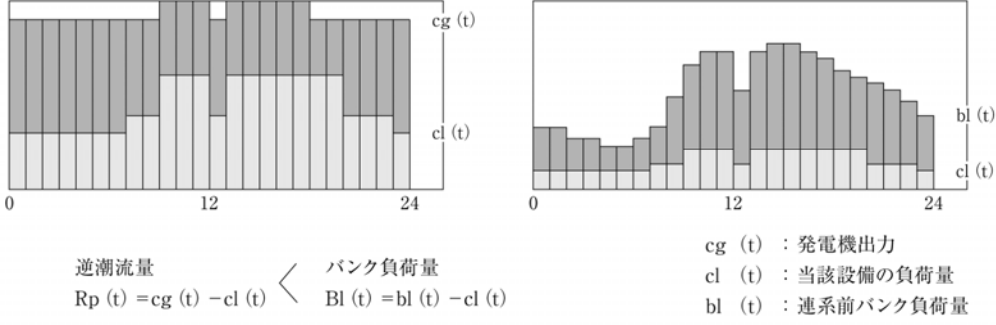 cg (t)
cl (t)
0 12 24
bl (t)
cl (t)
0 12 24
逆潮流量 < バンク負荷量
Rp (t) =cg (t) −cl (t) Bl (t) =bl (t) −cl (t)
cg (t) ：発電機出力
cl (t) ：当該設備の負荷量
bl (t) ：連系前バンク負荷量